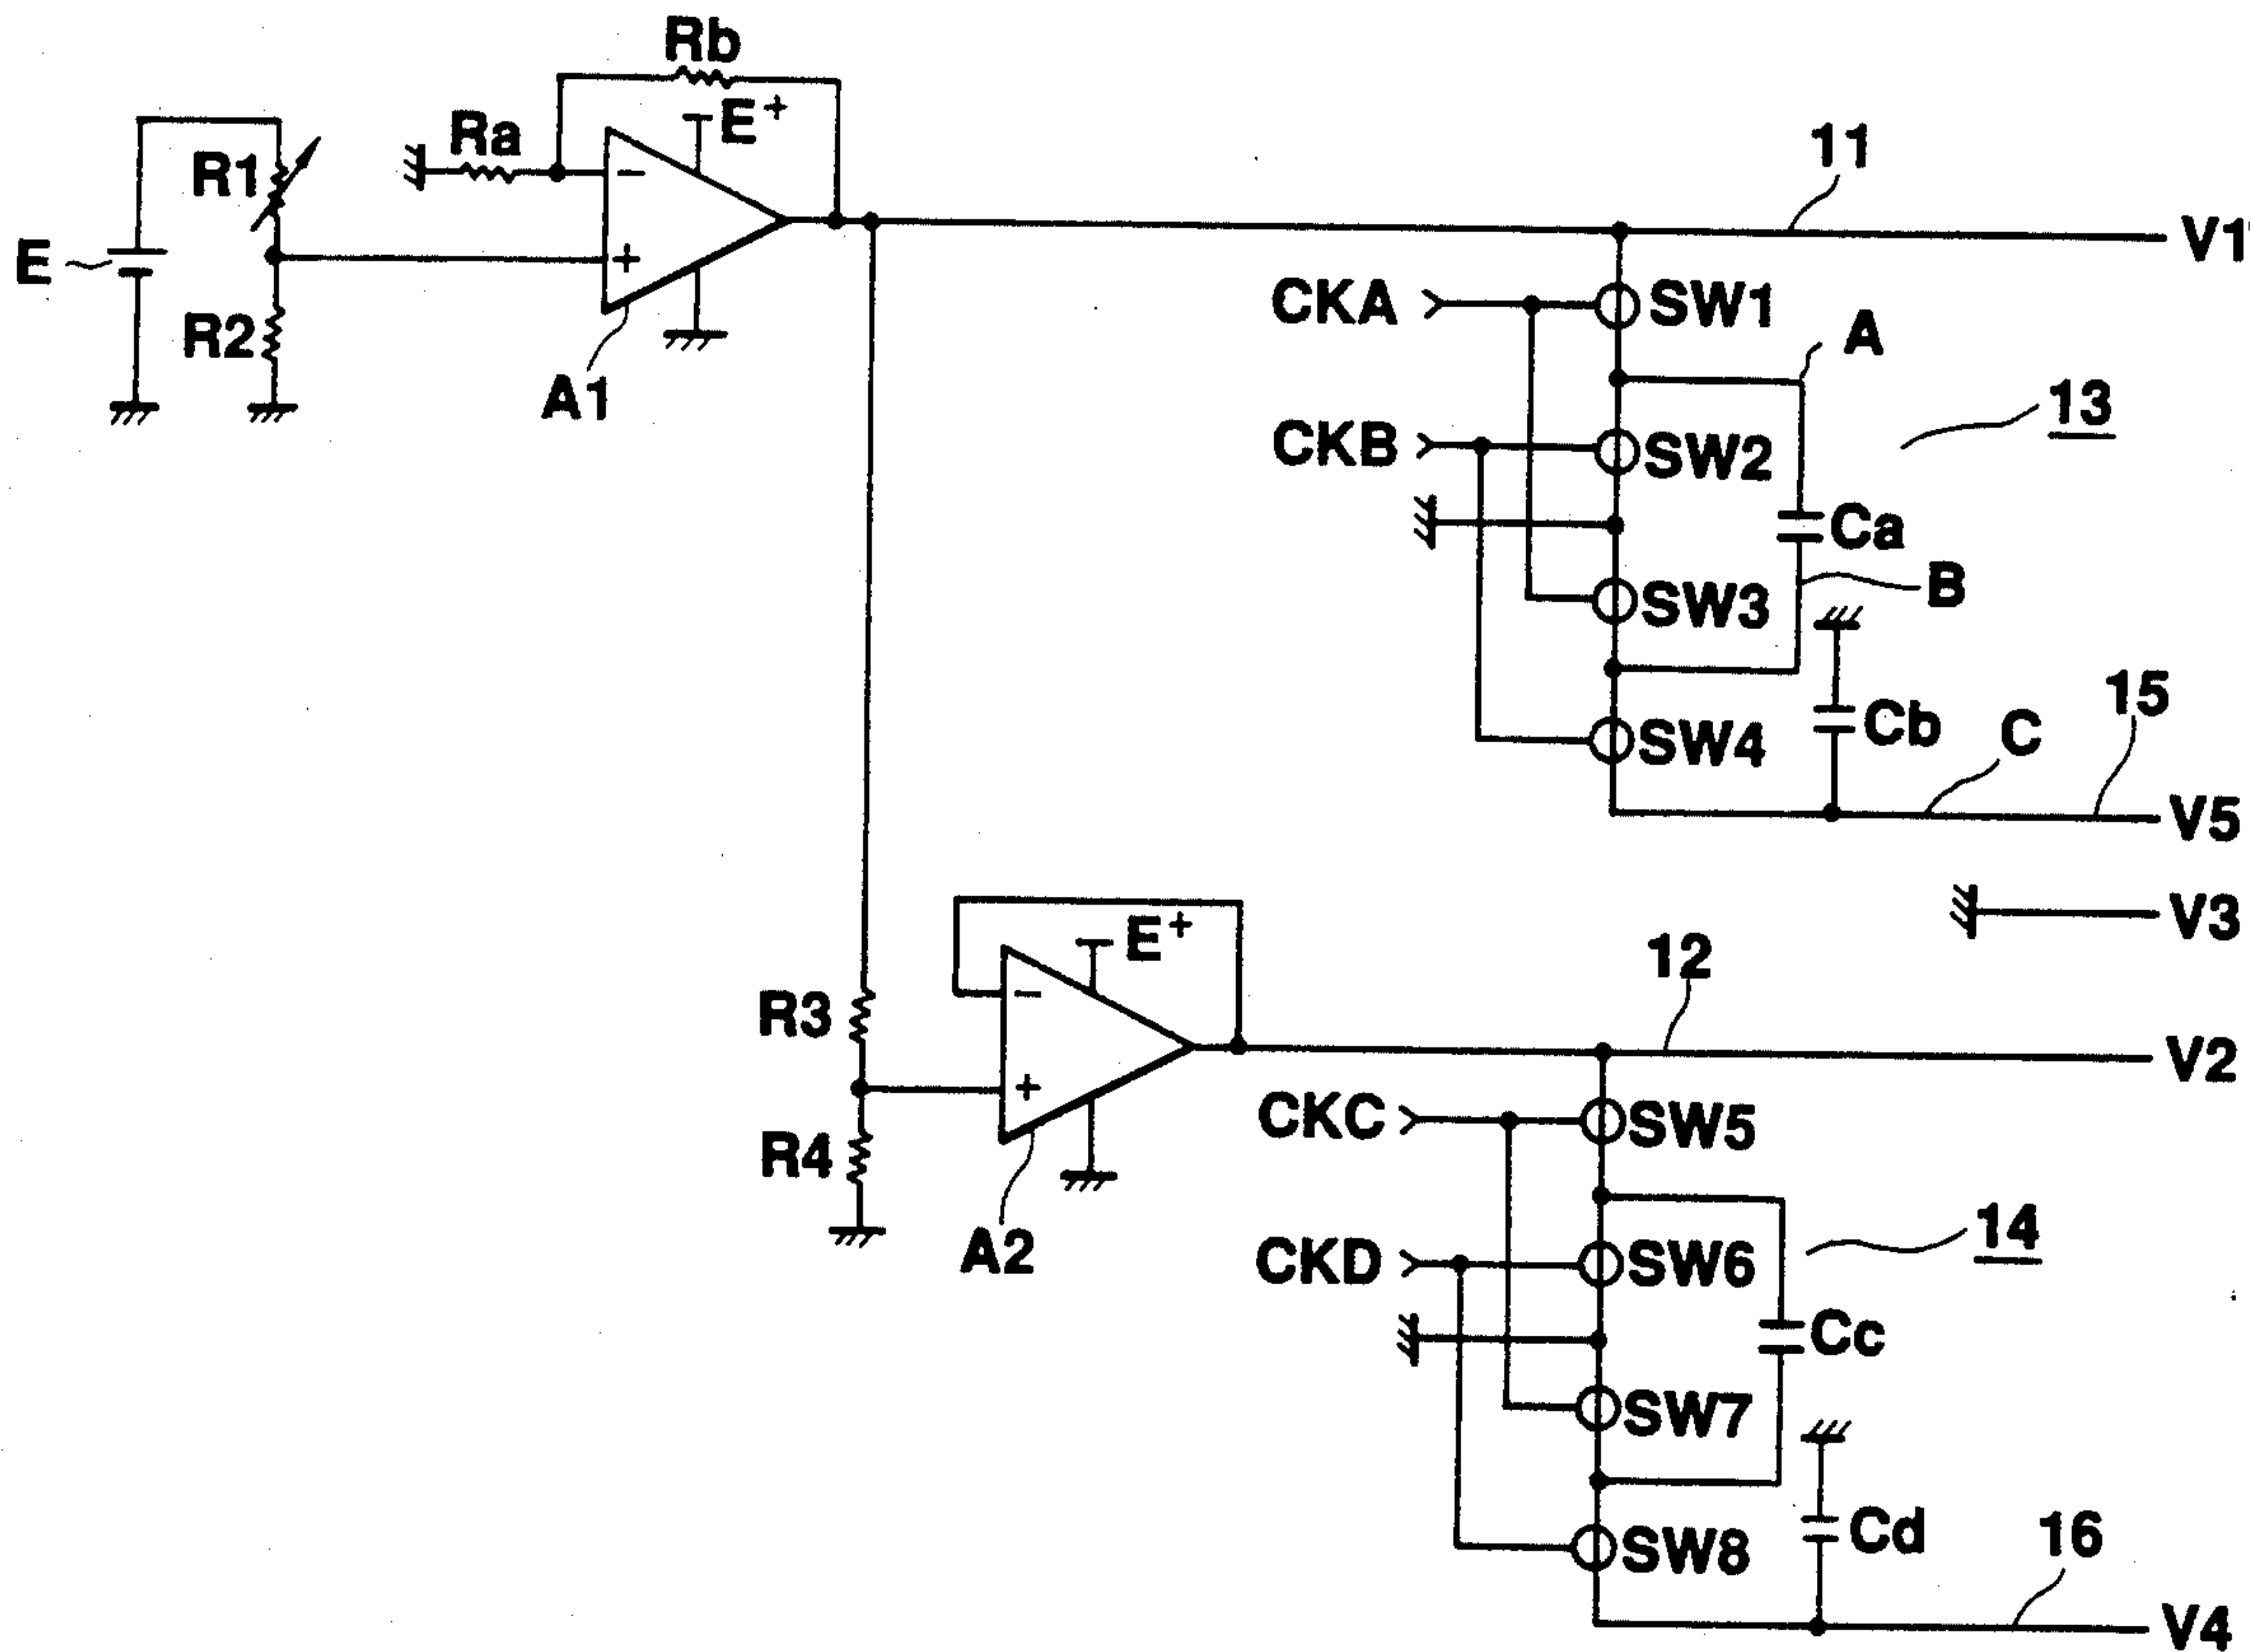 Rb
E+
Ra
R1
E
R2
A1
11
V1
CKA
SW1
A
13
CKB
SW2
Ca
SW3
B
15
Cb
C
SW4
V5
V3
E+
12
R3
V2
CKC
SW5
R4
A2
14
CKD
SW6
Cc
SW7
Cd
16
SW8
V4